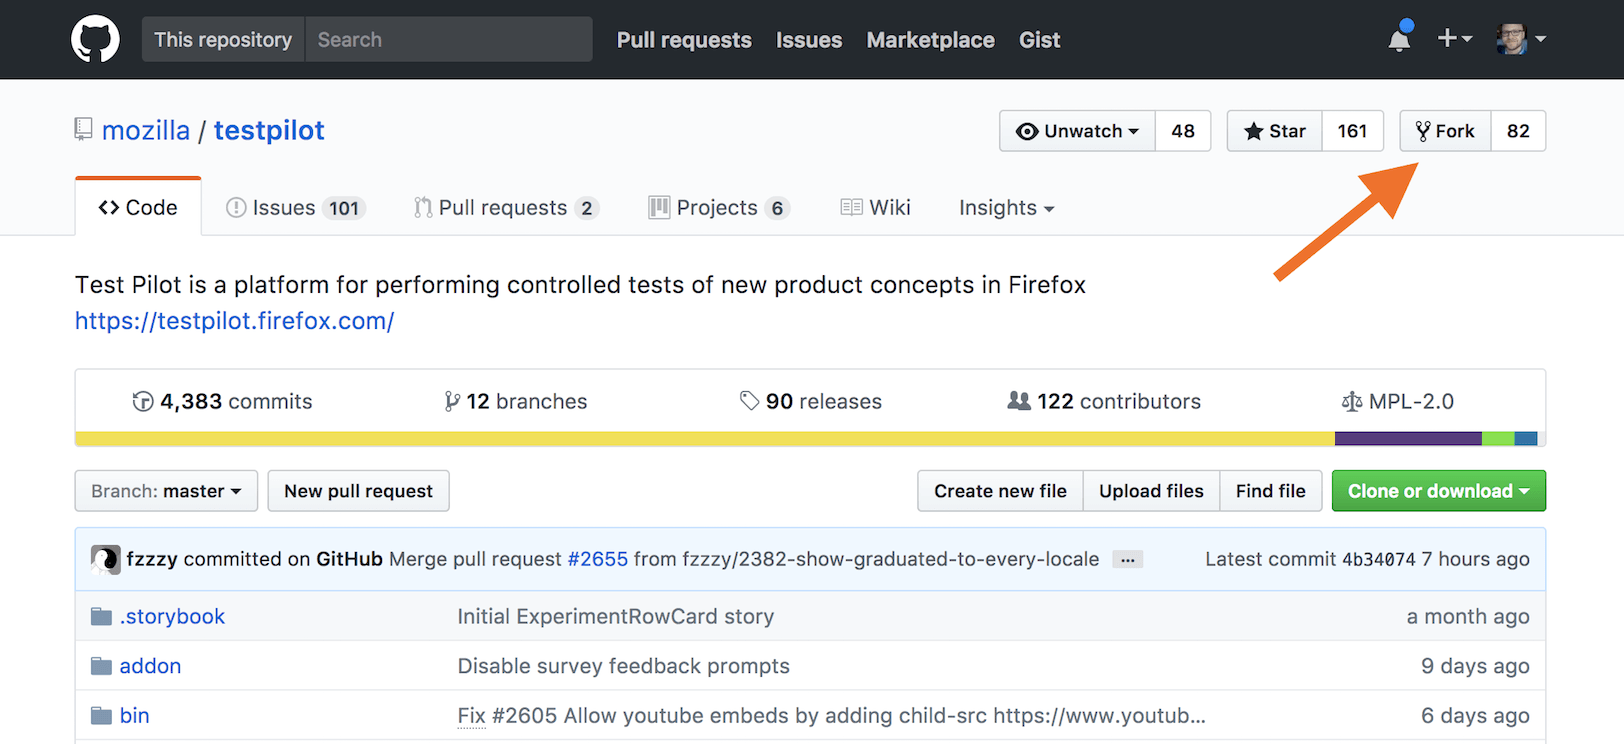 This repository Search Pull requests Issues Marketplace Gist
mozilla / testpilot Unwatch 48 Star 161 Fork 82
Code Issues 101 Pull requests 2 Projects 6 Wiki Insights
Test Pilot is a platform for performing controlled tests of new product concepts in Firefox
https://testpilot.firefox.com/
4,383 commits 12 branches 90 releases 122 contributors MPL-2.0
Branch: master New pull request Create new file Upload files Find file Clone or download
fzzzy committed on GitHub Merge pull request #2655 from fzzzy/2382-show-graduated-to-every-locale ... Latest commit 4b34074 7 hours ago
.storybook Initial ExperimentRowCard story a month ago
addon Disable survey feedback prompts 9 days ago
bin Fix #2605 Allow youtube embeds by adding child-src https://www.youtub... 6 days ago